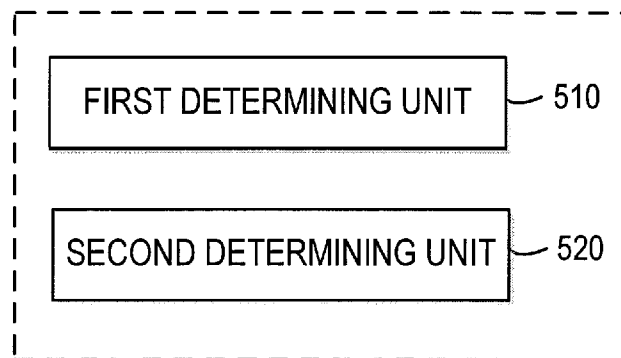 FIRST DETERMINING UNIT 510
SECOND DETERMINING UNIT 520